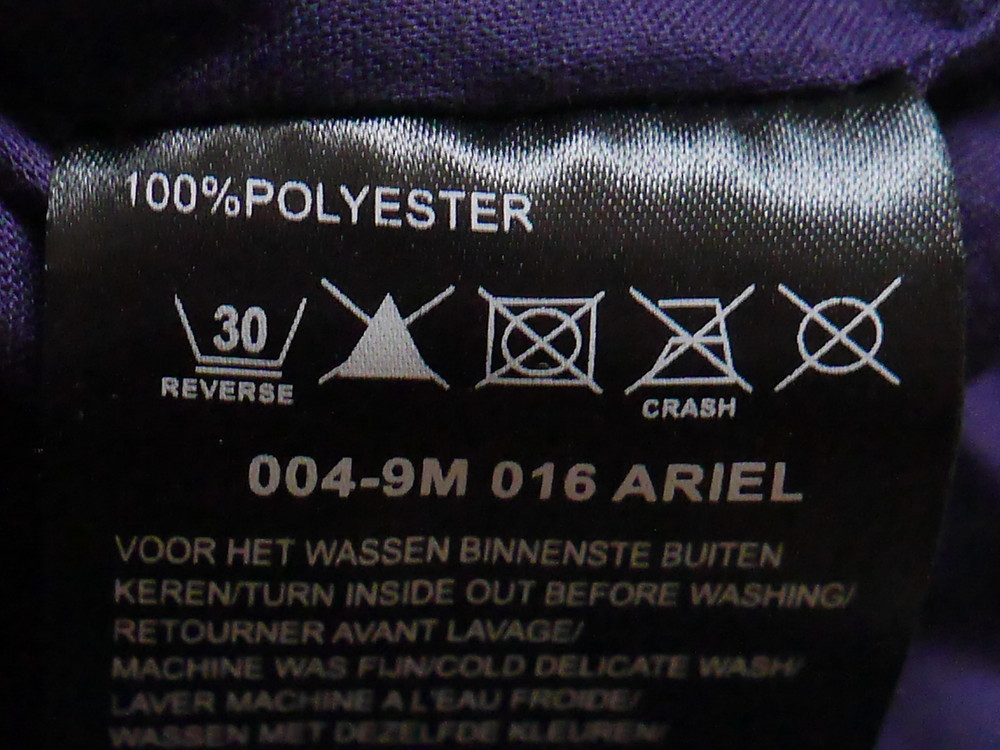 100%POLYESTER
30
REVERSE
CRASH
004-9M 016 ARIEL
VOOR HET WASSEN BINNENSTE BUITEN
KEREN/TURN INSIDE OUT BEFORE WASHING/
RETOURNER AVANT LAVAGE/
MACHINE WAS FIJN/COLD DELICATE WASH/
LAVER MACHINE A L'EAU FROIDE/
WASSEN MET DEZELFDE KLEUREN/